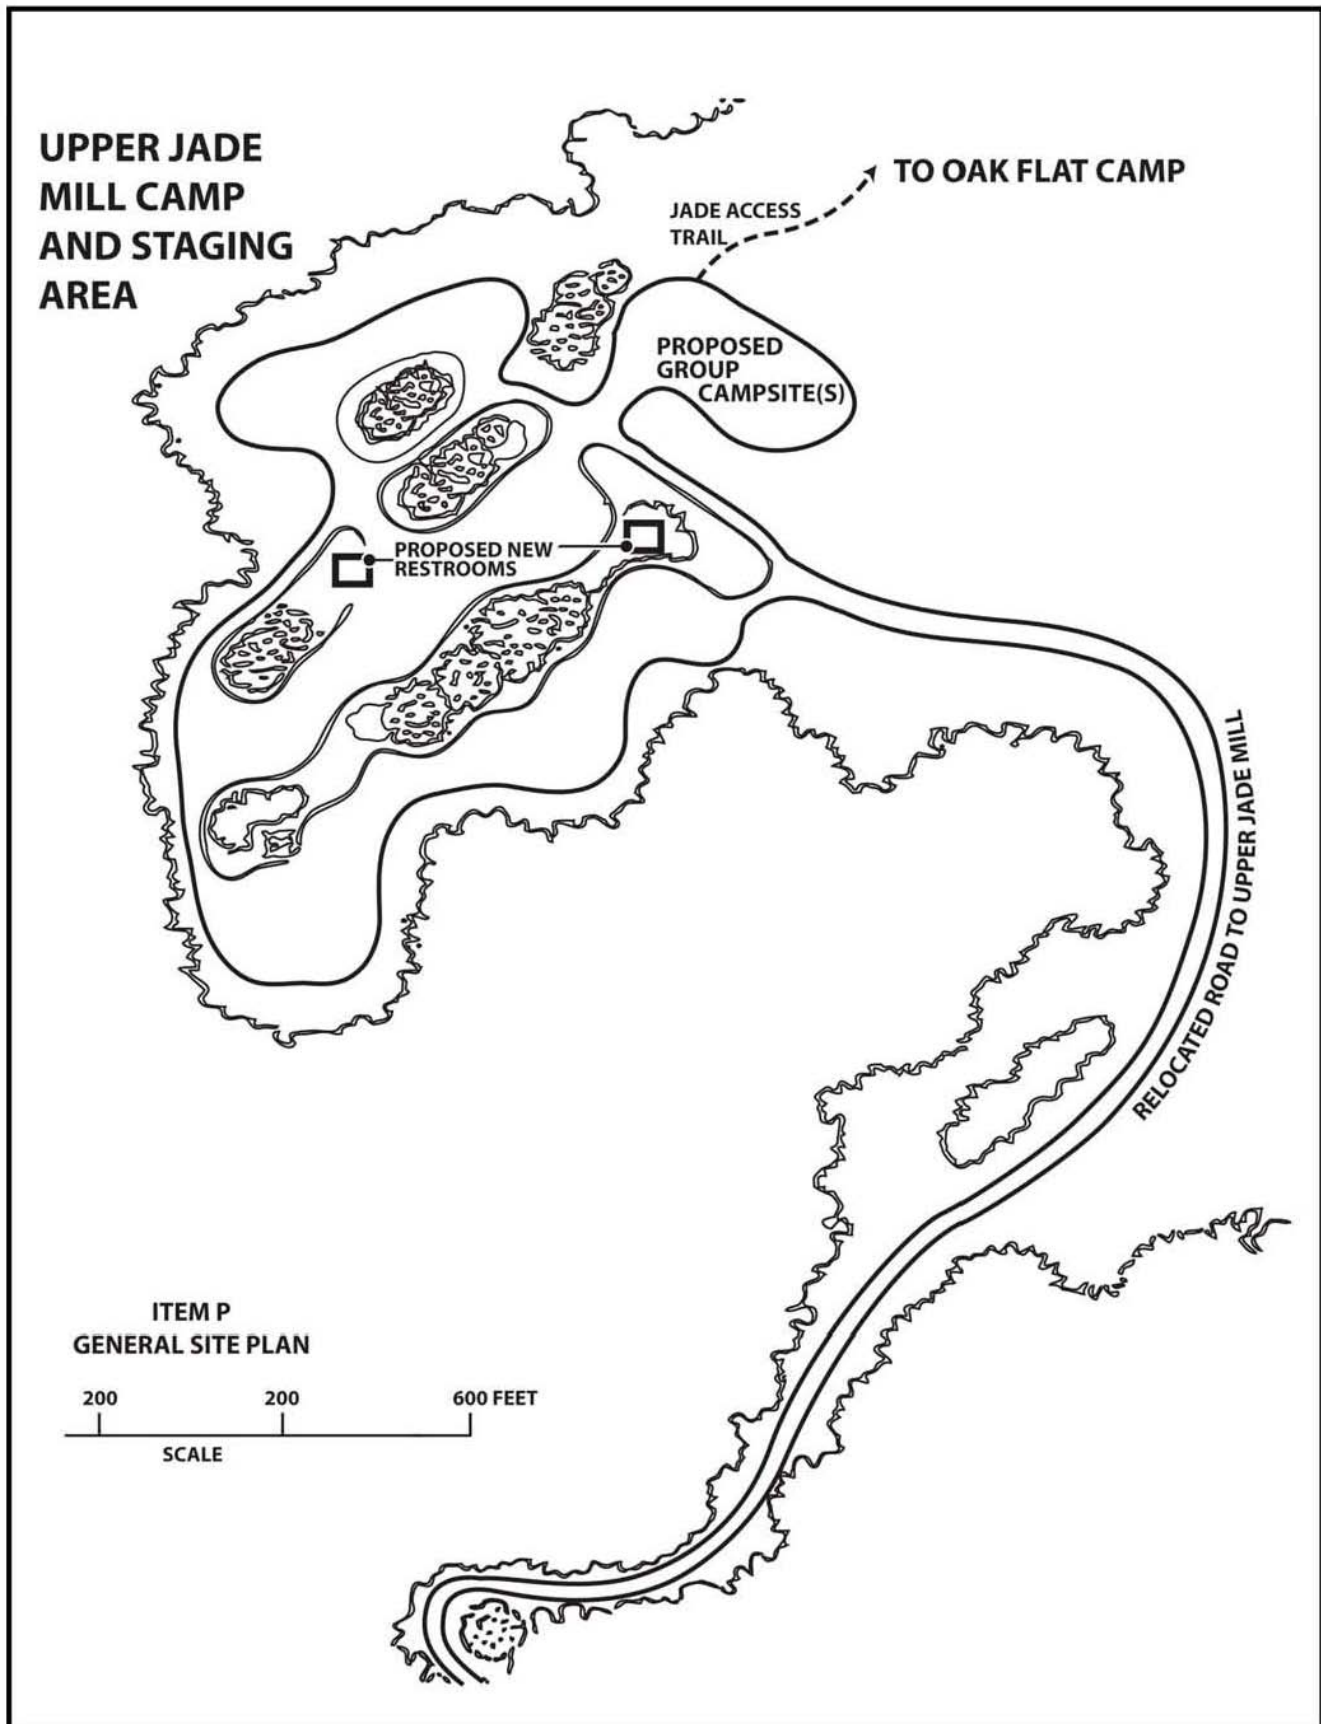 UPPER JADE
MILL CAMP
AND STAGING
AREA
TO OAK FLAT CAMP
JADE ACCESS
TRAIL
PROPOSED
GROUP
CAMPSITE(S)
PROPOSED NEW
RESTROOMS
RELOCATED ROAD TO UPPER JADE MILL
ITEM P
GENERAL SITE PLAN
200 200 600 FEET
SCALE